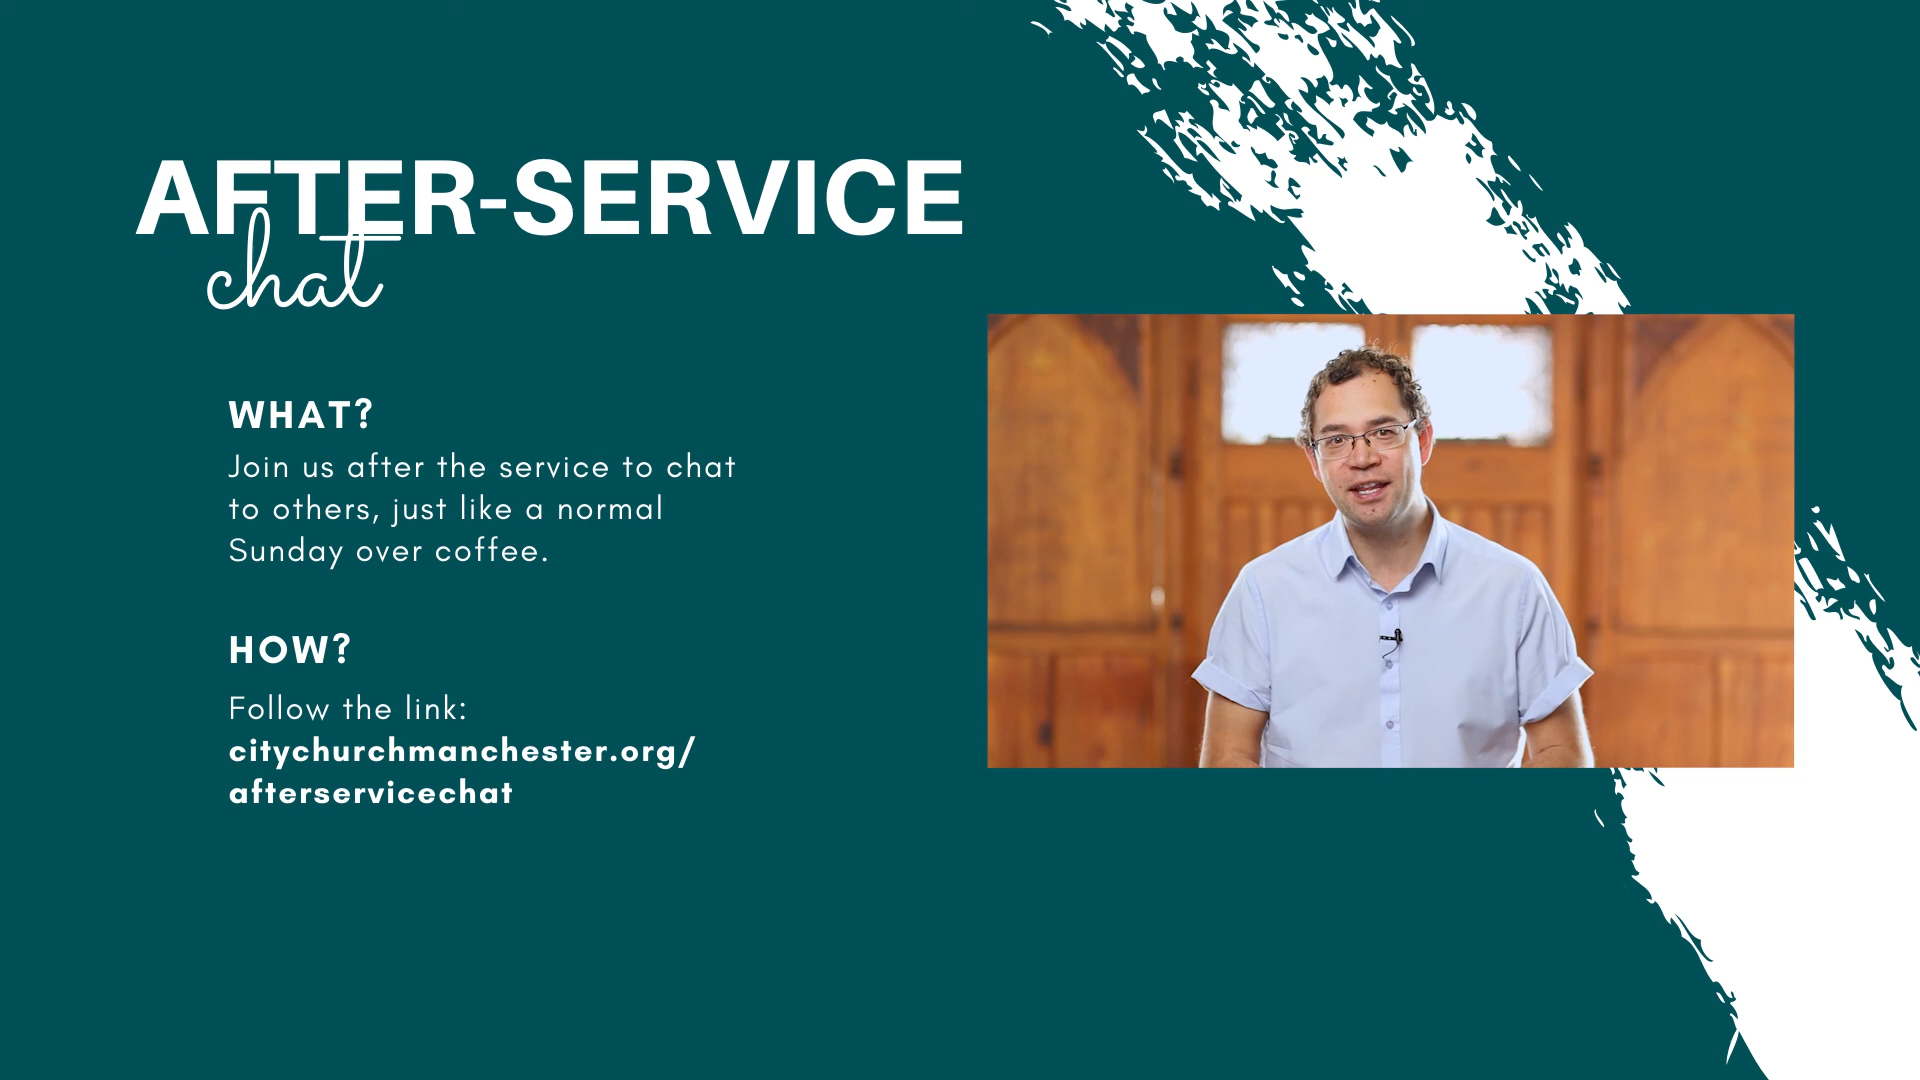 AFTER-SERVICE
chat
WHAT?
Join us after the service to chat
to others, just like a normal
Sunday over coffee.
HOW?
Follow the link:
citychurchmanchester.org/
afterservicechat